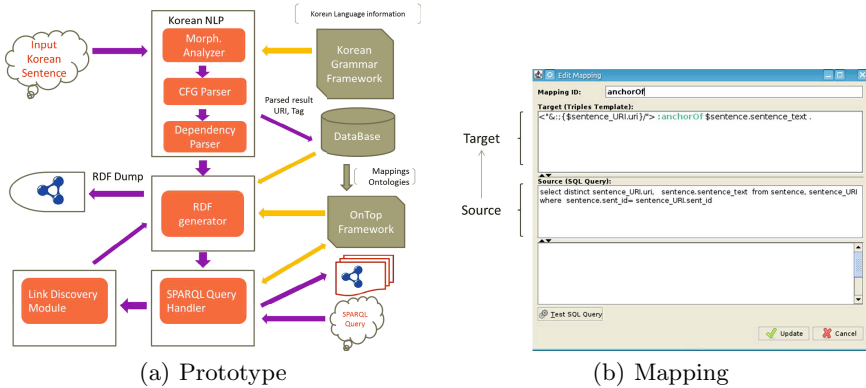 Korean NLP
Korean Language information
Input
Korean
Sentence
Morph.
Analyzer
Korean
Grammar
Framework
CFG Parser
Parsed result
URI, Tag
Dependency
Parser
DataBase
Mappings
Ontologies
RDF Dump
RDF
generator
OnTop
Framework
Link Discovery
Module
SPARQL Query
Handler
SPARQL
Query
(a) Prototype
Edit Mapping
Mapping ID: anchorOf
Target (Triples Template):
<"&:;{$sentence_URI.uri}/"> :anchorOf $sentence.sentence_text .
Target
Source
Source (SQL Query):
select distinct sentence_URI.uri, sentence.sentence_text from sentence, sentence_URI
where sentence.sent_id= sentence_URI.sent_id
Test SQL Query
Update
Cancel
(b) Mapping